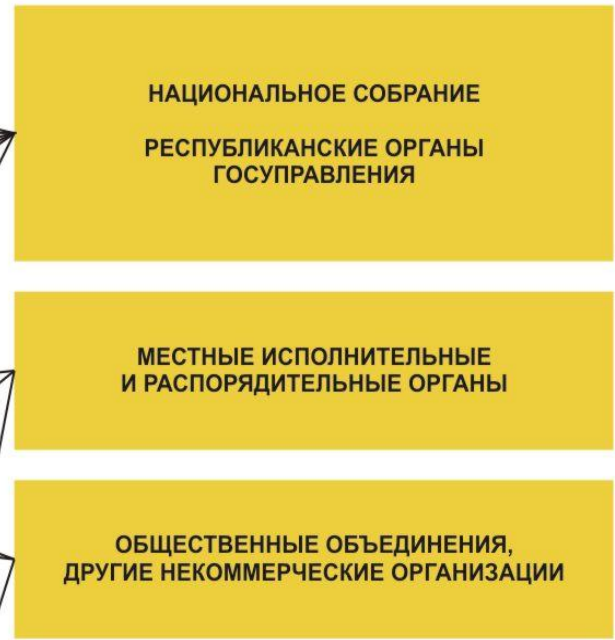 НАЦИОНАЛЬНОЕ СОБРАНИЕ
РЕСПУБЛИКАНСКИЕ ОРГАНЫ
ГОСУПРАВЛЕНИЯ
МЕСТНЫЕ ИСПОЛНИТЕЛЬНЫЕ
И РАСПОРЯДИТЕЛЬНЫЕ ОРГАНЫ
ОБЩЕСТВЕННЫЕ ОБЪЕДИНЕНИЯ,
ДРУГИЕ НЕКОММЕРЧЕСКИЕ ОРГАНИЗАЦИИ